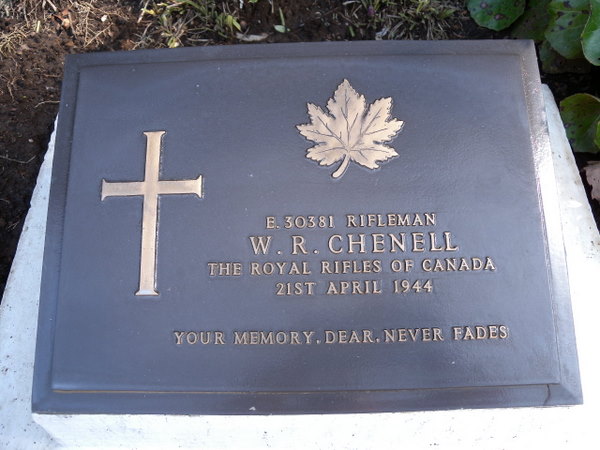 E. 30381 RIFLEMAN
W. R. CHENELL
THE ROYAL RIFLES OF CANADA
21ST APRIL 1944
YOUR MEMORY, DEAR, NEVER FADES